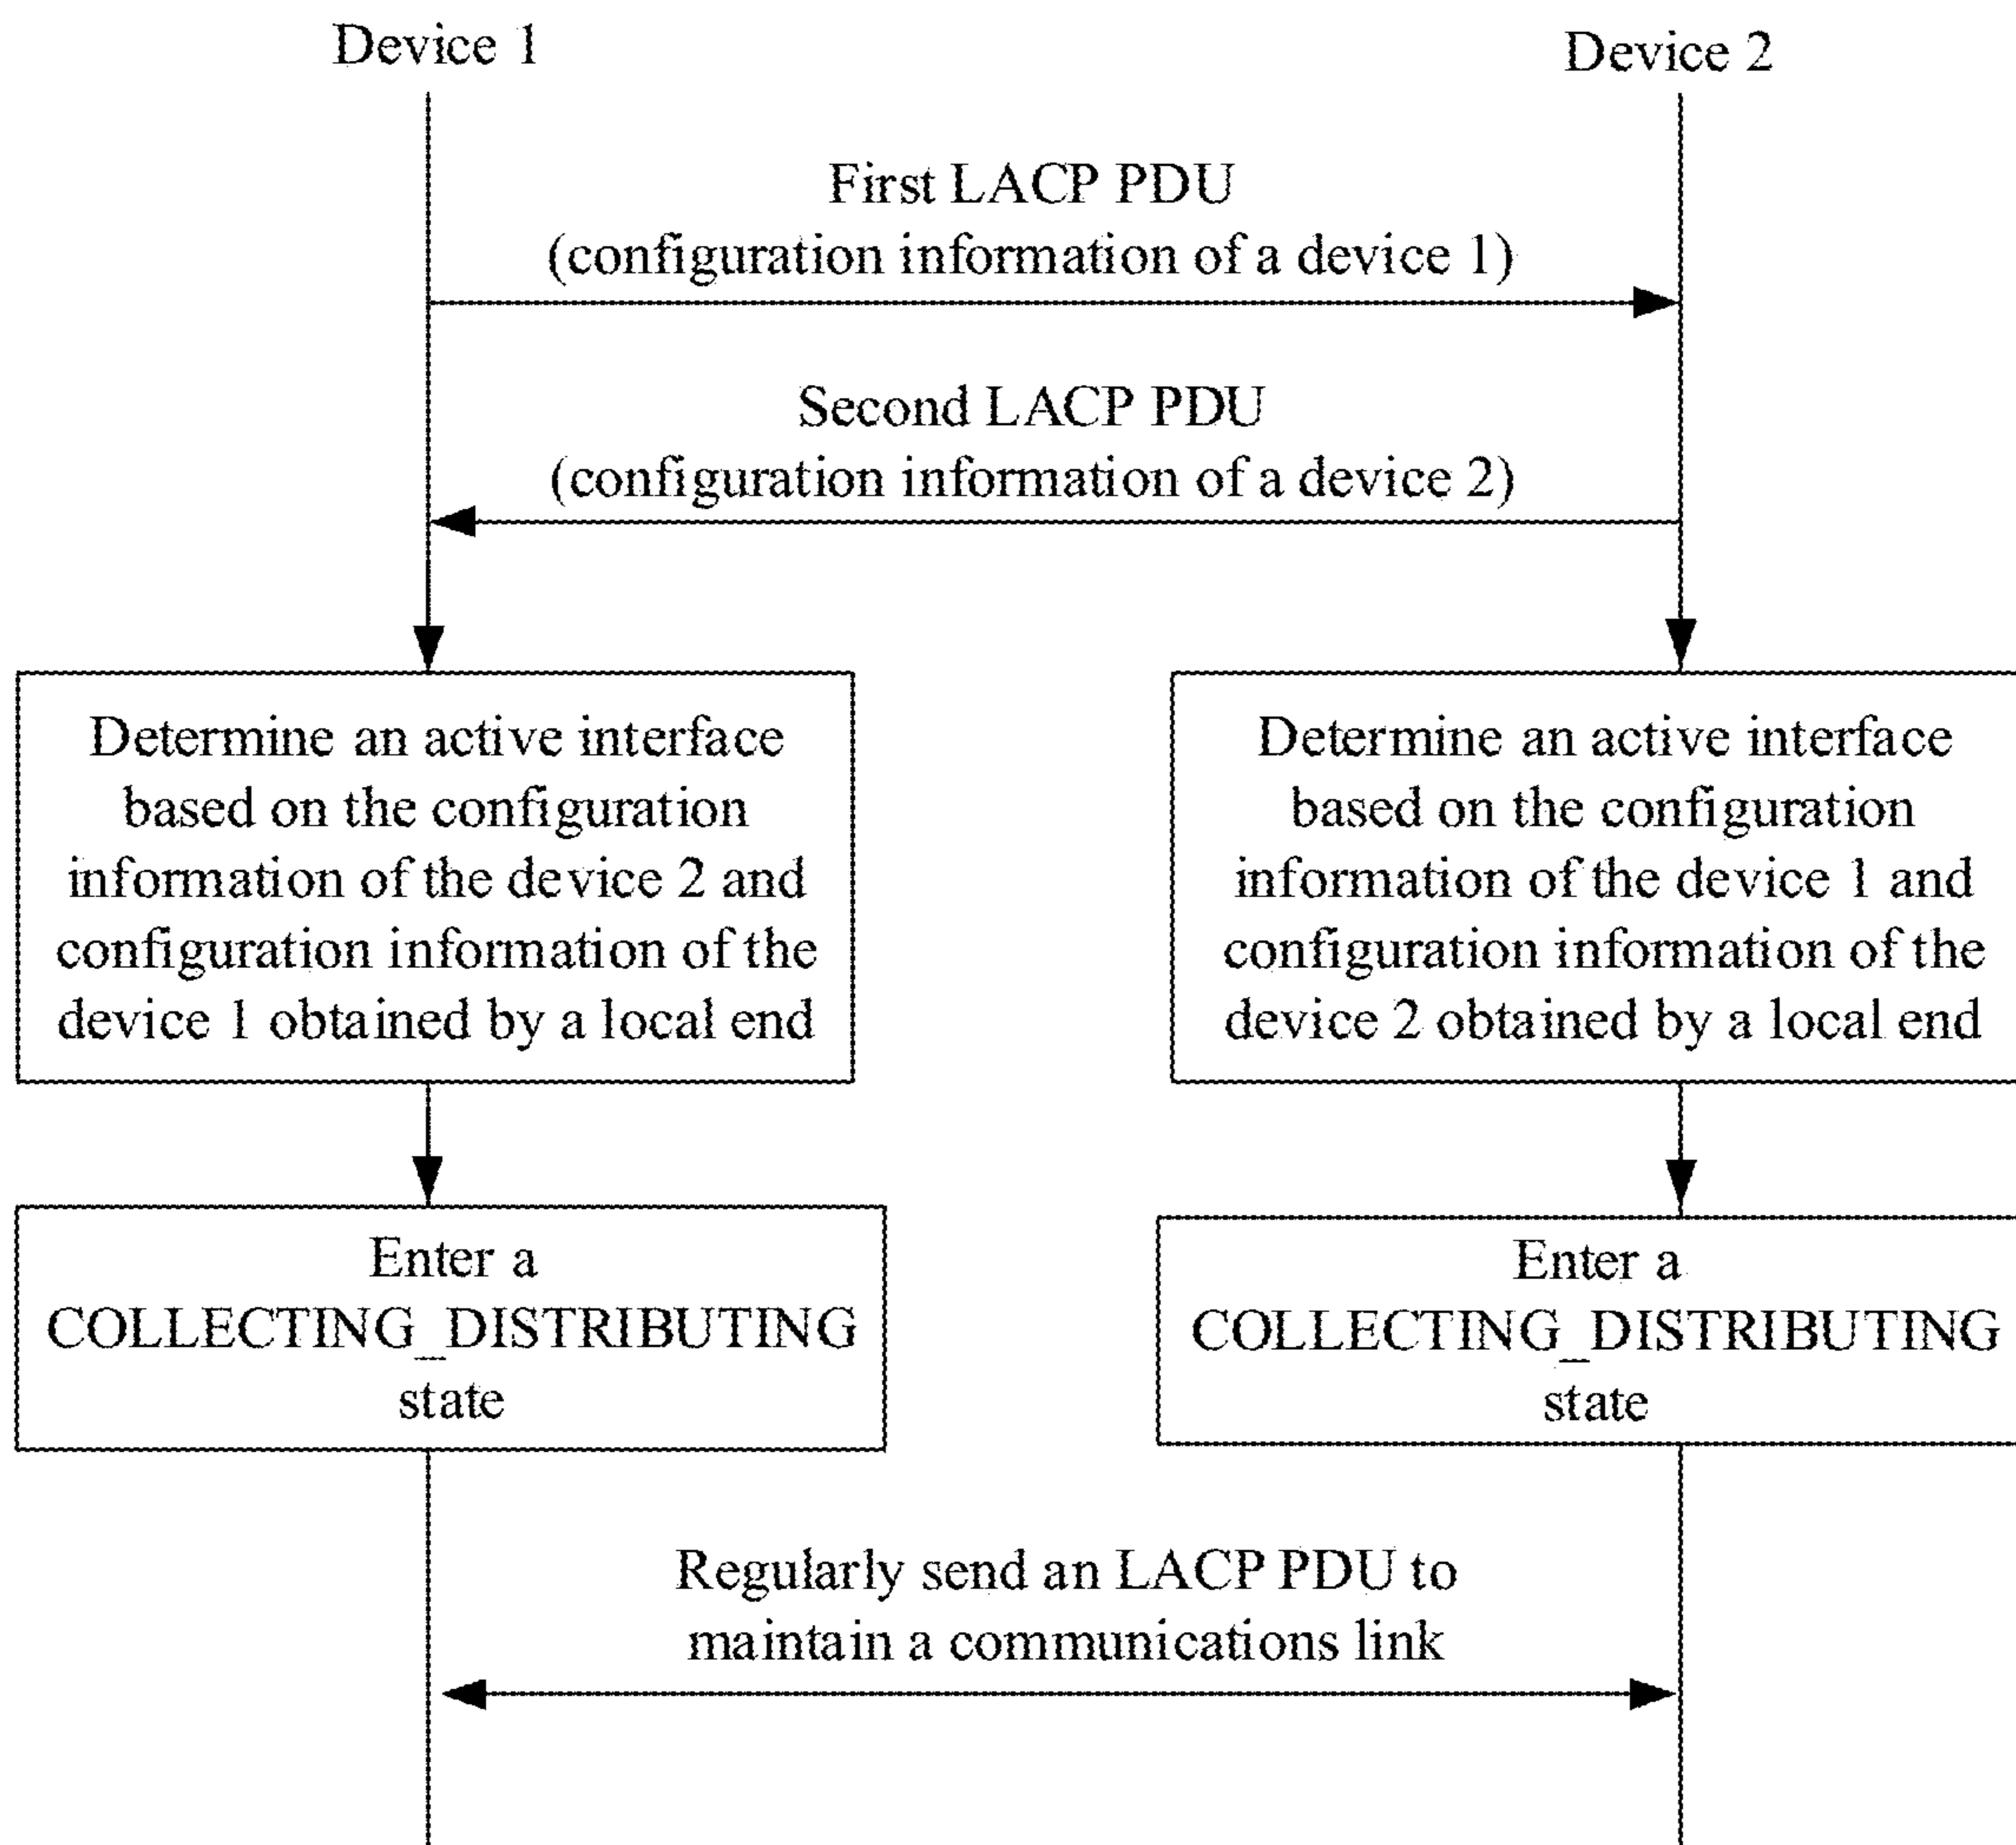 Device 1
Device 2
First LACP PDU
(configuration information of a device 1)
Second LACP PDU
(configuration information of a device 2)
Determine an active interface
based on the configuration
information of the device 2 and
configuration information of the
device 1 obtained by a local end
Determine an active interface
based on the configuration
information of the device 1 and
configuration information of the
device 2 obtained by a local end
Enter a
COLLECTING_DISTRIBUTING
state
Enter a
COLLECTING_DISTRIBUTING
state
Regularly send an LACP PDU to
maintain a communications link